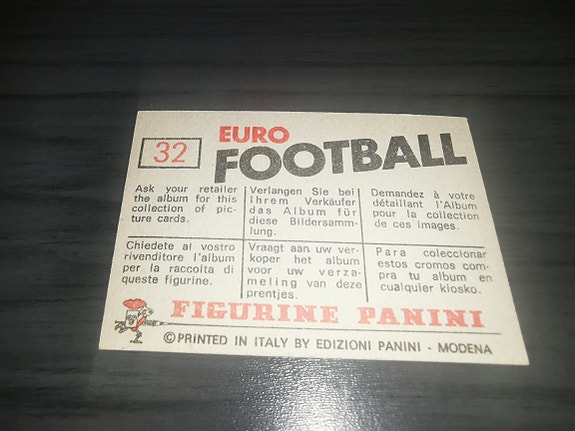 32
EURO
FOOTBALL
Ask your retailer
the album for this
collection of pic-
ture cards.
Verlangen Sie bei
Ihrem Verkäufer
das Album für
diese Bildersamm-
lung.
Demandez à votre
détaillant l'Album
pour la collection
de ces images.
Chiedete al vostro
rivenditore l'album
per la raccolta di
queste figurine.
Vraagt aan uw ver-
koper het album
voor uw verza-
meling van deze
prentjes.
Para coleccionar
estos cromos com-
pra tu album en
cualquier kiosko.
FIGURINE PANINI
© PRINTED IN ITALY BY EDIZIONI PANINI - MODENA